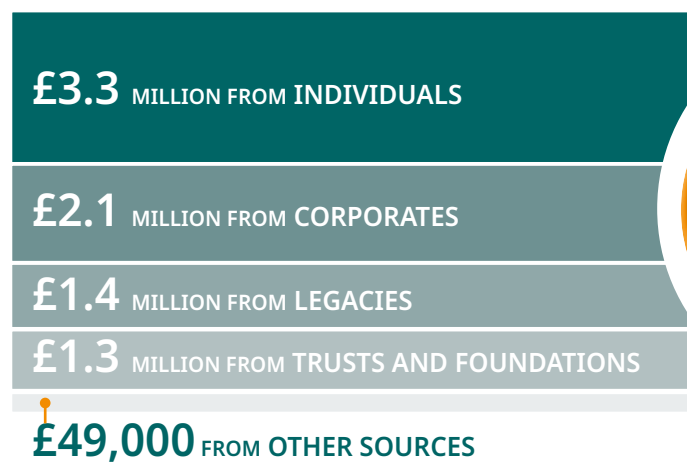 £3.3 MILLION FROM INDIVIDUALS
£2.1 MILLION FROM CORPORATES
£1.4 MILLION FROM LEGACIES
£1.3 MILLION FROM TRUSTS AND FOUNDATIONS
£49,000 FROM OTHER SOURCES